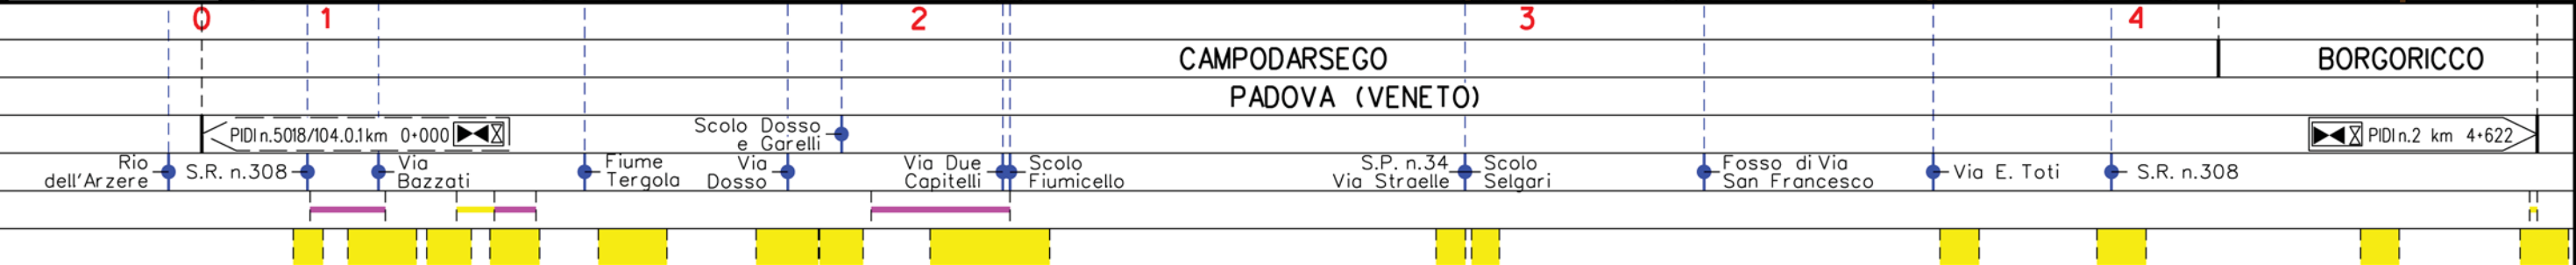 0 1 2 3 4
CAMPODARSEGO BORGORICCO
PADOVA (VENETO)
PIDI n.5018/104.0.1 km 0+000
Scolo Dosso
e Garelli
PIDI n.2 km 4+622
Rio
dell'Arzere
S.R. n.308
Via
Bazzati
Fiume
Tergola
Via
Dosso
Via Due
Capitelli
Scolo
Fiumicello
S.P. n.34
Via Straelle
Scolo
Selgari
Fosso di Via
San Francesco
Via E. Toti
S.R. n.308